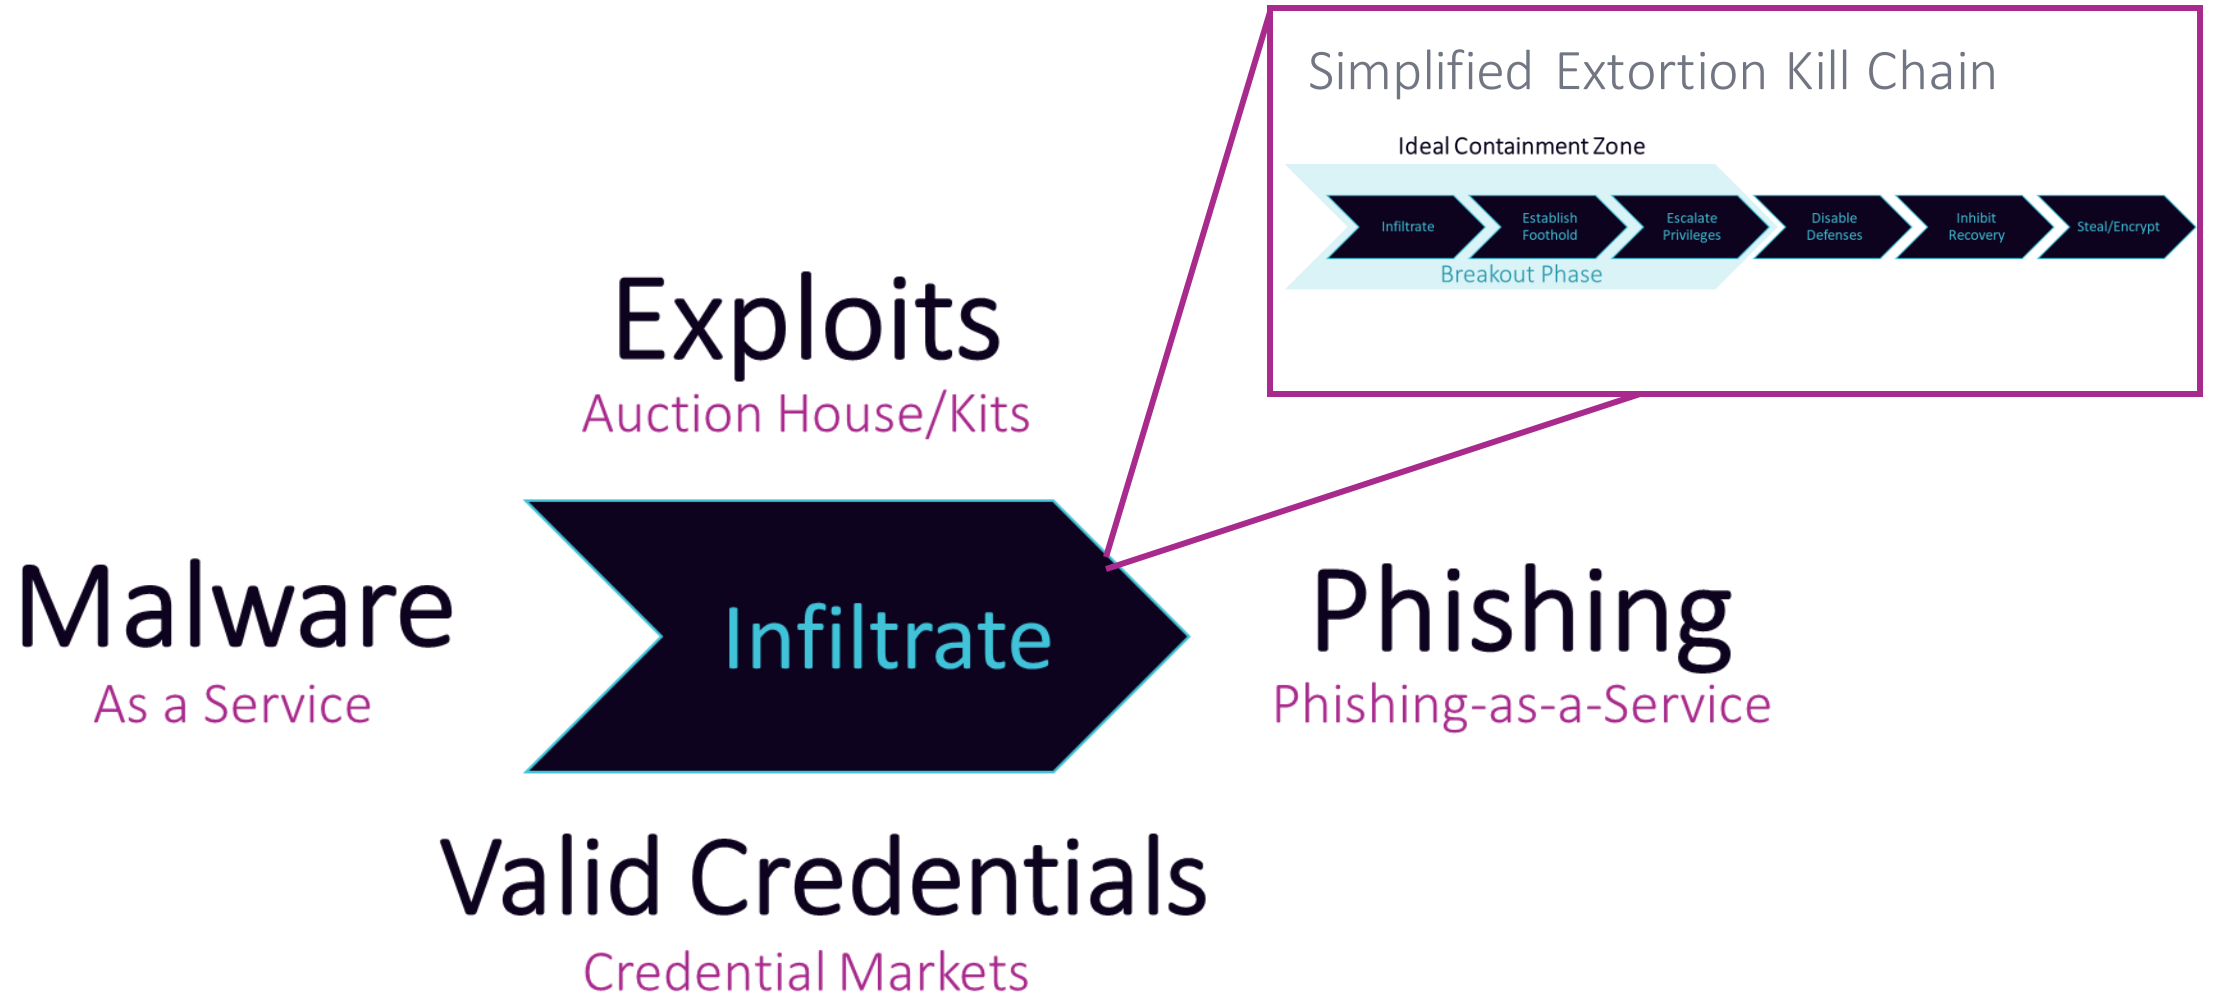 Simplified Extortion Kill Chain
Ideal Containment Zone
Infiltrate
Establish
Foothold
Escalate
Privileges
Disable
Defenses
Inhibit
Recovery
Steal/Encrypt
Breakout Phase
Exploits
Auction House/Kits
Malware
As a Service
Infiltrate
Phishing
Phishing-as-a-Service
Valid Credentials
Credential Markets